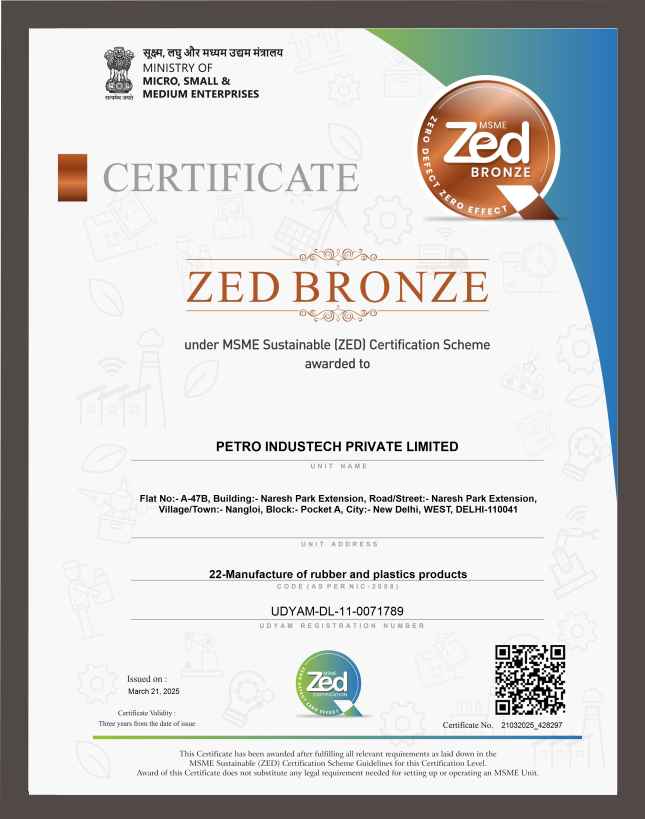 सूक्ष्म, लघु और मध्यम उद्यम मंत्रालय
MINISTRY OF
MICRO, SMALL &
MEDIUM ENTERPRISES
सत्यमेव जयते
MSME
Zed
BRONZE
ZERO DEFECT ZERO EFFECT
CERTIFICATE
ZED BRONZE
under MSME Sustainable (ZED) Certification Scheme
awarded to
PETRO INDUSTECH PRIVATE LIMITED
UNIT NAME
Flat No:- A-47B, Building:- Naresh Park Extension, Road/Street:- Naresh Park Extension,
Village/Town:- Nangloi, Block:- Pocket A, City:- New Delhi, WEST, DELHI-110041
UNIT ADDRESS
22-Manufacture of rubber and plastics products
CODE (AS PER NIC-2008)
UDYAM-DL-11-0071789
UDYAM REGISTRATION NUMBER
Issued on :
March 21, 2025
Certificate Validity :
Three years from the date of issue
MSME
Zed
CERTIFICATION
ZERO DEFECT ZERO EFFECT
Certificate No. 21032025_428297
This Certificate has been awarded after fulfilling all relevant requirements as laid down in the
MSME Sustainable (ZED) Certification Scheme Guidelines for this Certification Level.
Award of this Certificate does not substitute any legal requirement needed for setting up or operating an MSME Unit.